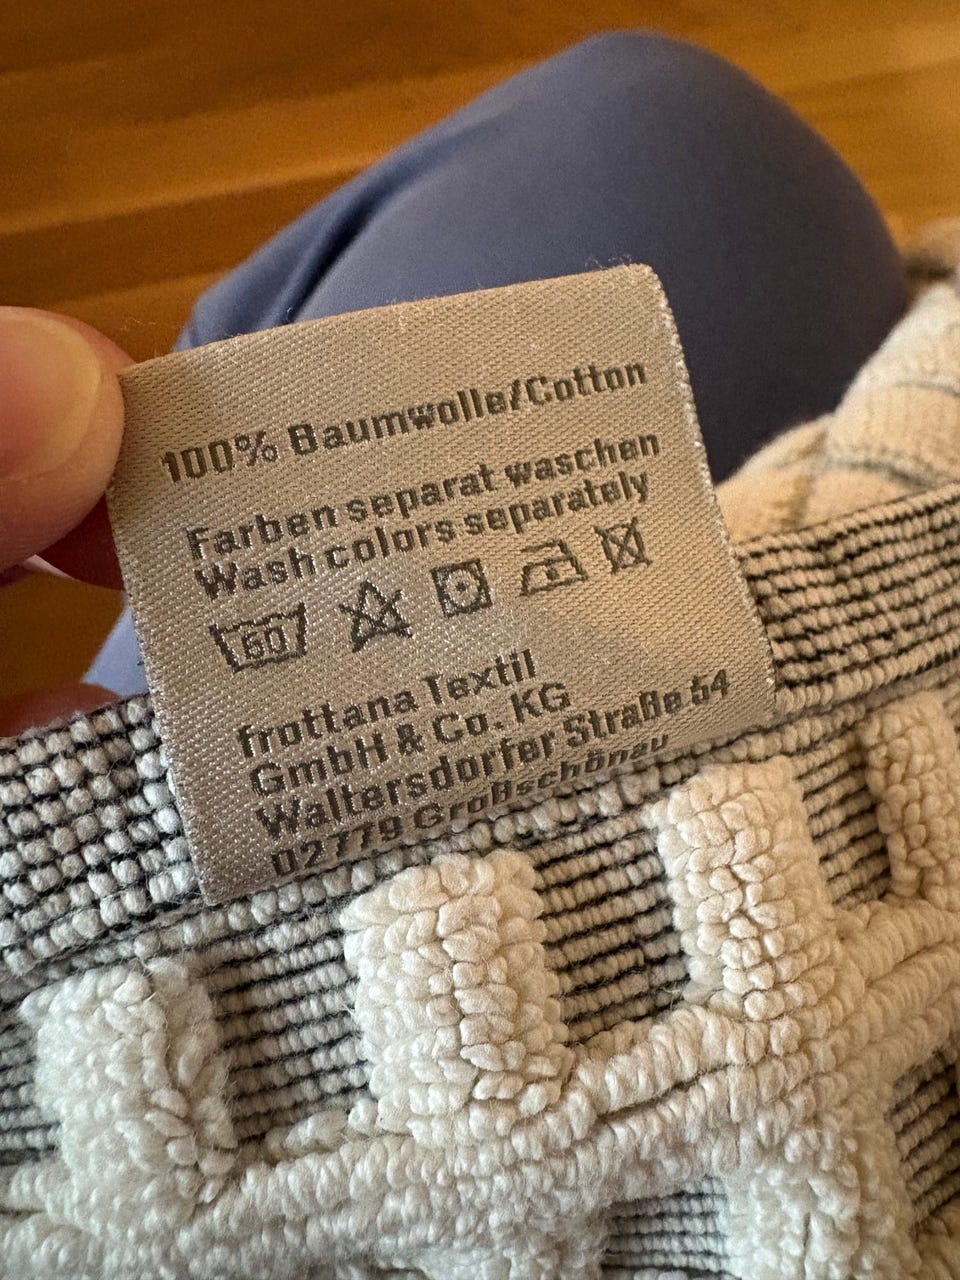 100% Baumwolle/Cotton
Farben separat waschen
Wash colors separately
60
frottana Textil
GmbH & Co. KG
Waltersdorfer Straße 54
02779 Großschönau